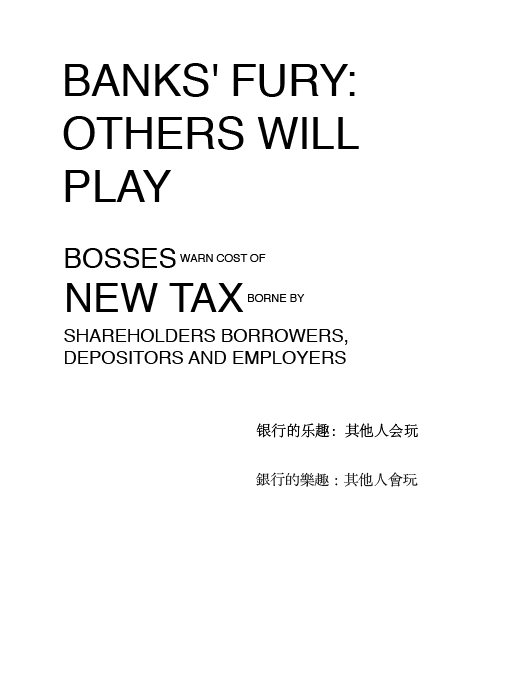 BANKS' FURY:
OTHERS WILL
PLAY
BOSSES WARN COST OF
NEW TAX BORNE BY
SHAREHOLDERS BORROWERS,
DEPOSITORS AND EMPLOYERS
银行的乐趣：其他人会玩
銀行的樂趣：其他人會玩